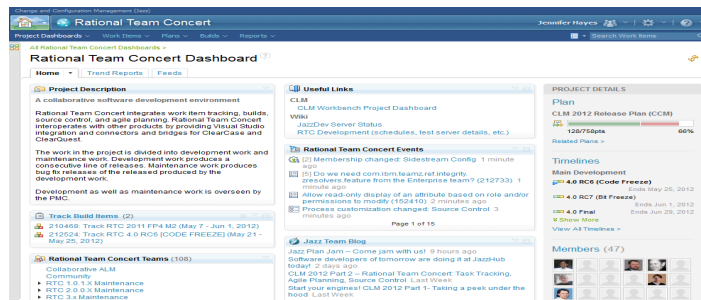 Change and Configuration Management (Jazz)
Rational Team Concert
Jennifer Hayes
Project Dashboards Work Items Plans Builds Reports
Search Work Items
All Rational Team Concert Dashboards >
Rational Team Concert Dashboard
Home Trend Reports Feeds
Project Description
A collaborative software development environment
Rational Team Concert integrates work item tracking, builds,
source control, and agile planning. Rational Team Concert
interoperates with other products by providing Visual Studio
integration and connectors and bridges for ClearCase and
ClearQuest.
The work in the project is divided into development work and
maintenance work. Development work produces a
consecutive line of releases. Maintenance work produces
bug fix releases of the released products produced by the
development work.
Development as well as maintenance work is overseen by
the PMC.
Track Build Items (2)
210468: Track RTC 2011 FP4 M2 (May 7 - Jun 1, 2012)
212524: Track RTC 4.0 RC6 [CODE FREEZE] (May 21 -
May 25, 2012)
Rational Team Concert Teams (108)
Collaborative ALM
Community
RTC 1.0.1.X Maintenance
RTC 2.0.0.X Maintenance
RTC 3.x Maintenance
Useful Links
CLM
CLM Workbench Project Dashboard
Wiki
JazzDev Server Status
RTC Development (schedules, test server details, etc.)
Rational Team Concert Events
[2] Membership changed: Sidestream Config 1 minute
ago
[5] Do we need com.ibm.teamz.ref.integrity.
zresolvers.feature from the Enterprise team? (212733) 1
minute ago
Allow read-only display of an attribute based on role and/or
permissions to modify (152410) 2 minutes ago
Process customization changed: Source Control 3
minutes ago
Page 1 of 15
Jazz Team Blog
Jazz Plan Jam – Come jam with us! 9 hours ago
Software developers of tomorrow are doing it at JazzHub
today! 2 days ago
CLM 2012 Part 2 – Rational Team Concert: Task Tracking,
Agile Planning, Source Control Last Week
Start your engines! CLM 2012 Part 1- Taking a peek under the
hood Last Week
PROJECT DETAILS
Plan
CLM 2012 Release Plan (CCM)
128/758pts 66%
Related Plans >
Timelines
Main Development
4.0 RC6 (Code Freeze)
Ends May 25, 2012
4.0 RC7 (Bit Freeze)
Ends Jun 1, 2012
4.0 Final Ends Jun 29, 2012
Show More
View All Timelines >
Members (47)